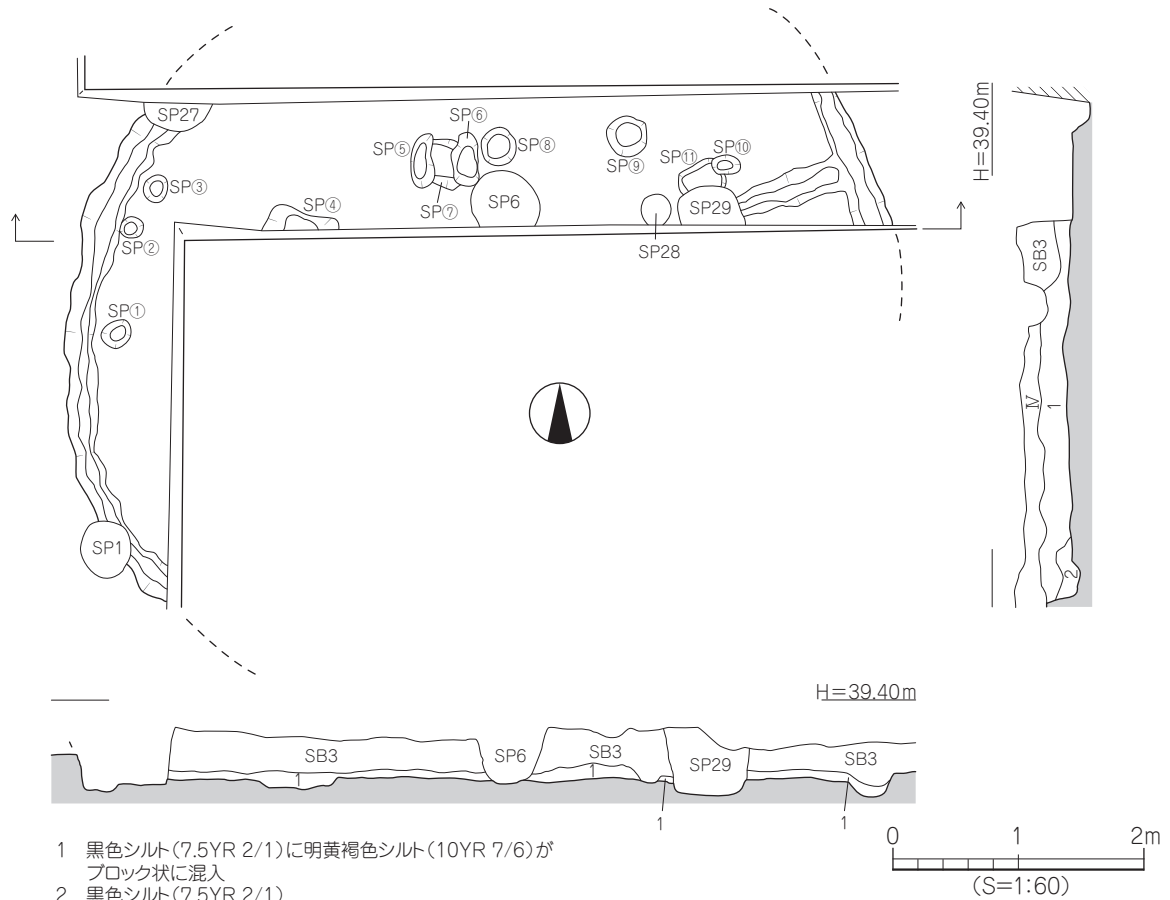 SP27
SP⑥
SP⑤
SP⑧
SP⑨
SP⑪
SP⑩
SP③
SP⑦
SP④
SP6
SP29
SP②
SP28
SP①
SP1
H=39.40m
SB3
Ⅳ
1
2
H=39.40m
SB3
SP6
SB3
SP29
SB3
1
1
1
1
1 黒色シルト(7.5YR 2/1)に明黄褐色シルト(10YR 7/6)が
ブロック状に混入
2 黒色シルト(7.5YR 2/1)
0 1 2m
(S=1:60)